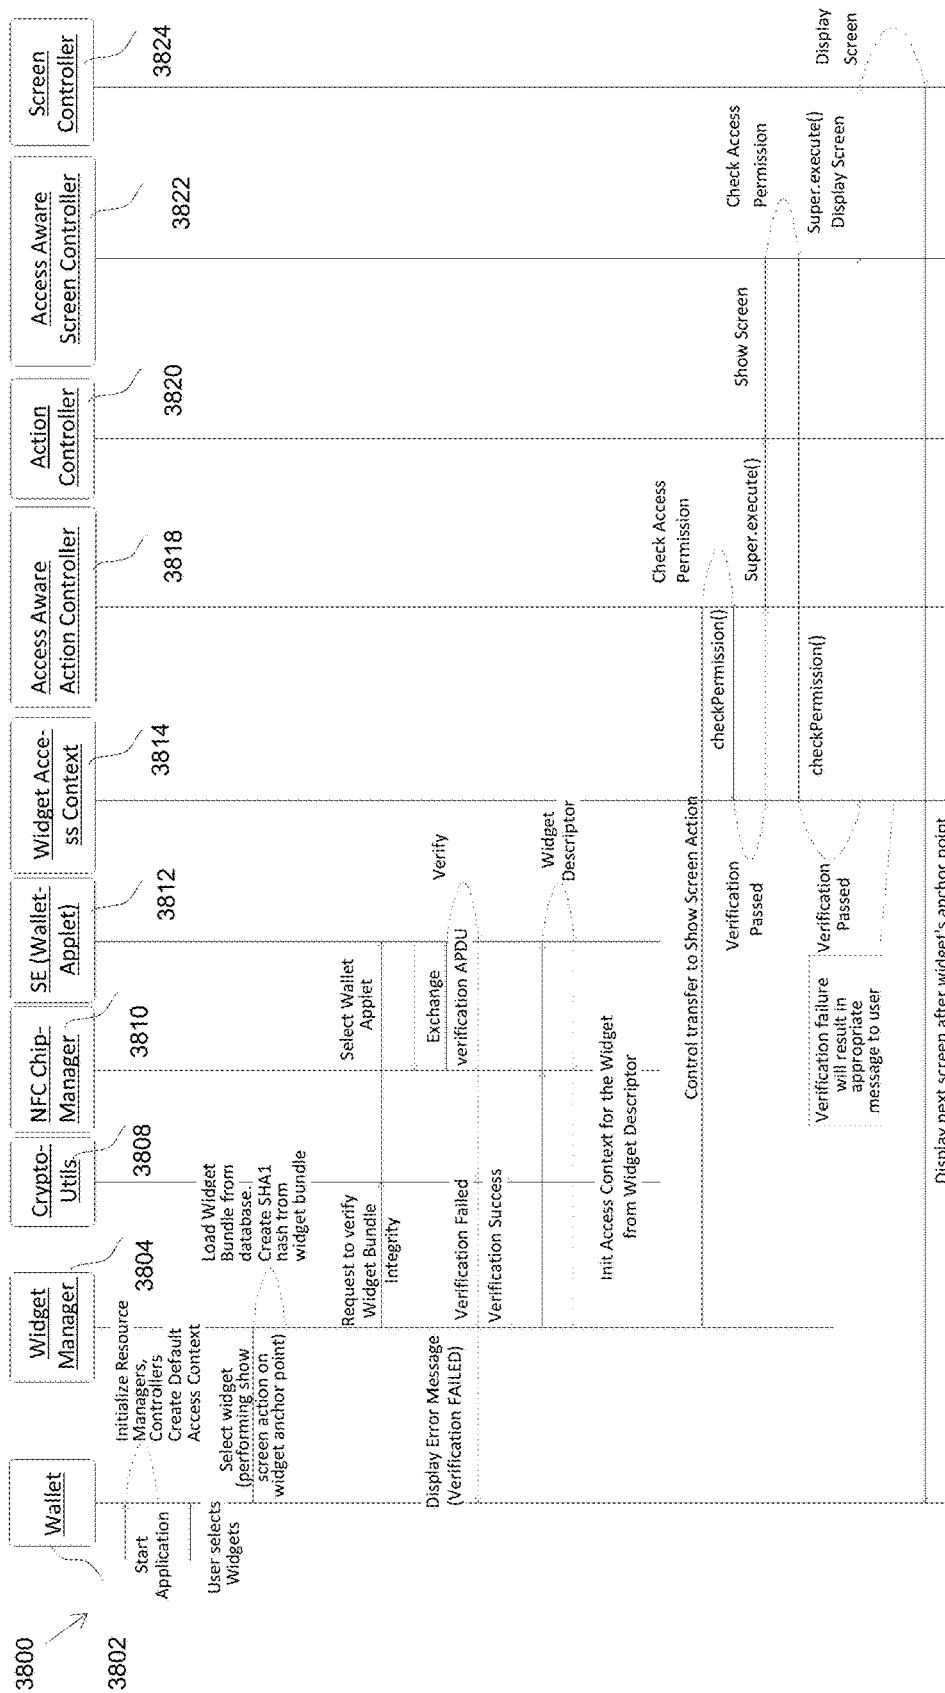 3800
3802
Wallet
Widget
Manager
3804
Crypto-
Utils
3808
NFC Chip-
Manager
3810
SE (Wallet-
Applet)
3812
Widget Acce-
ss Context
3814
Access Aware
Action Controller
3818
Action
Controller
3820
Access Aware
Screen Controller
3822
Screen
Controller
3824
Start
Application
Initialize Resource
Managers,
Controllers
Create Default
Access Context
User selects
Widgets
Select widget
(performing show
screen action on
widget anchor point)
Load Widget
Bundle from
database.
Create SHA1
hash from
widget bundle
Request to verify
Widget Bundle
Integrity
Select Wallet
Applet
Exchange
verification APDU
Verify
Display Error Message
(Verification FAILED)
Verification Failed
Verification Success
Widget
Descriptor
Init Access Context for the Widget
from Widget Descriptor
Control transfer to Show Screen Action
Check Access
Permission
checkPermission()
Verification
Passed
Super.execute()
Show Screen
Check Access
Permission
checkPermission()
Verification
Passed
Super.execute()
Display Screen
Display
Screen
Verification failure
will result in
appropriate
message to user
Display next screen after widget's anchor point